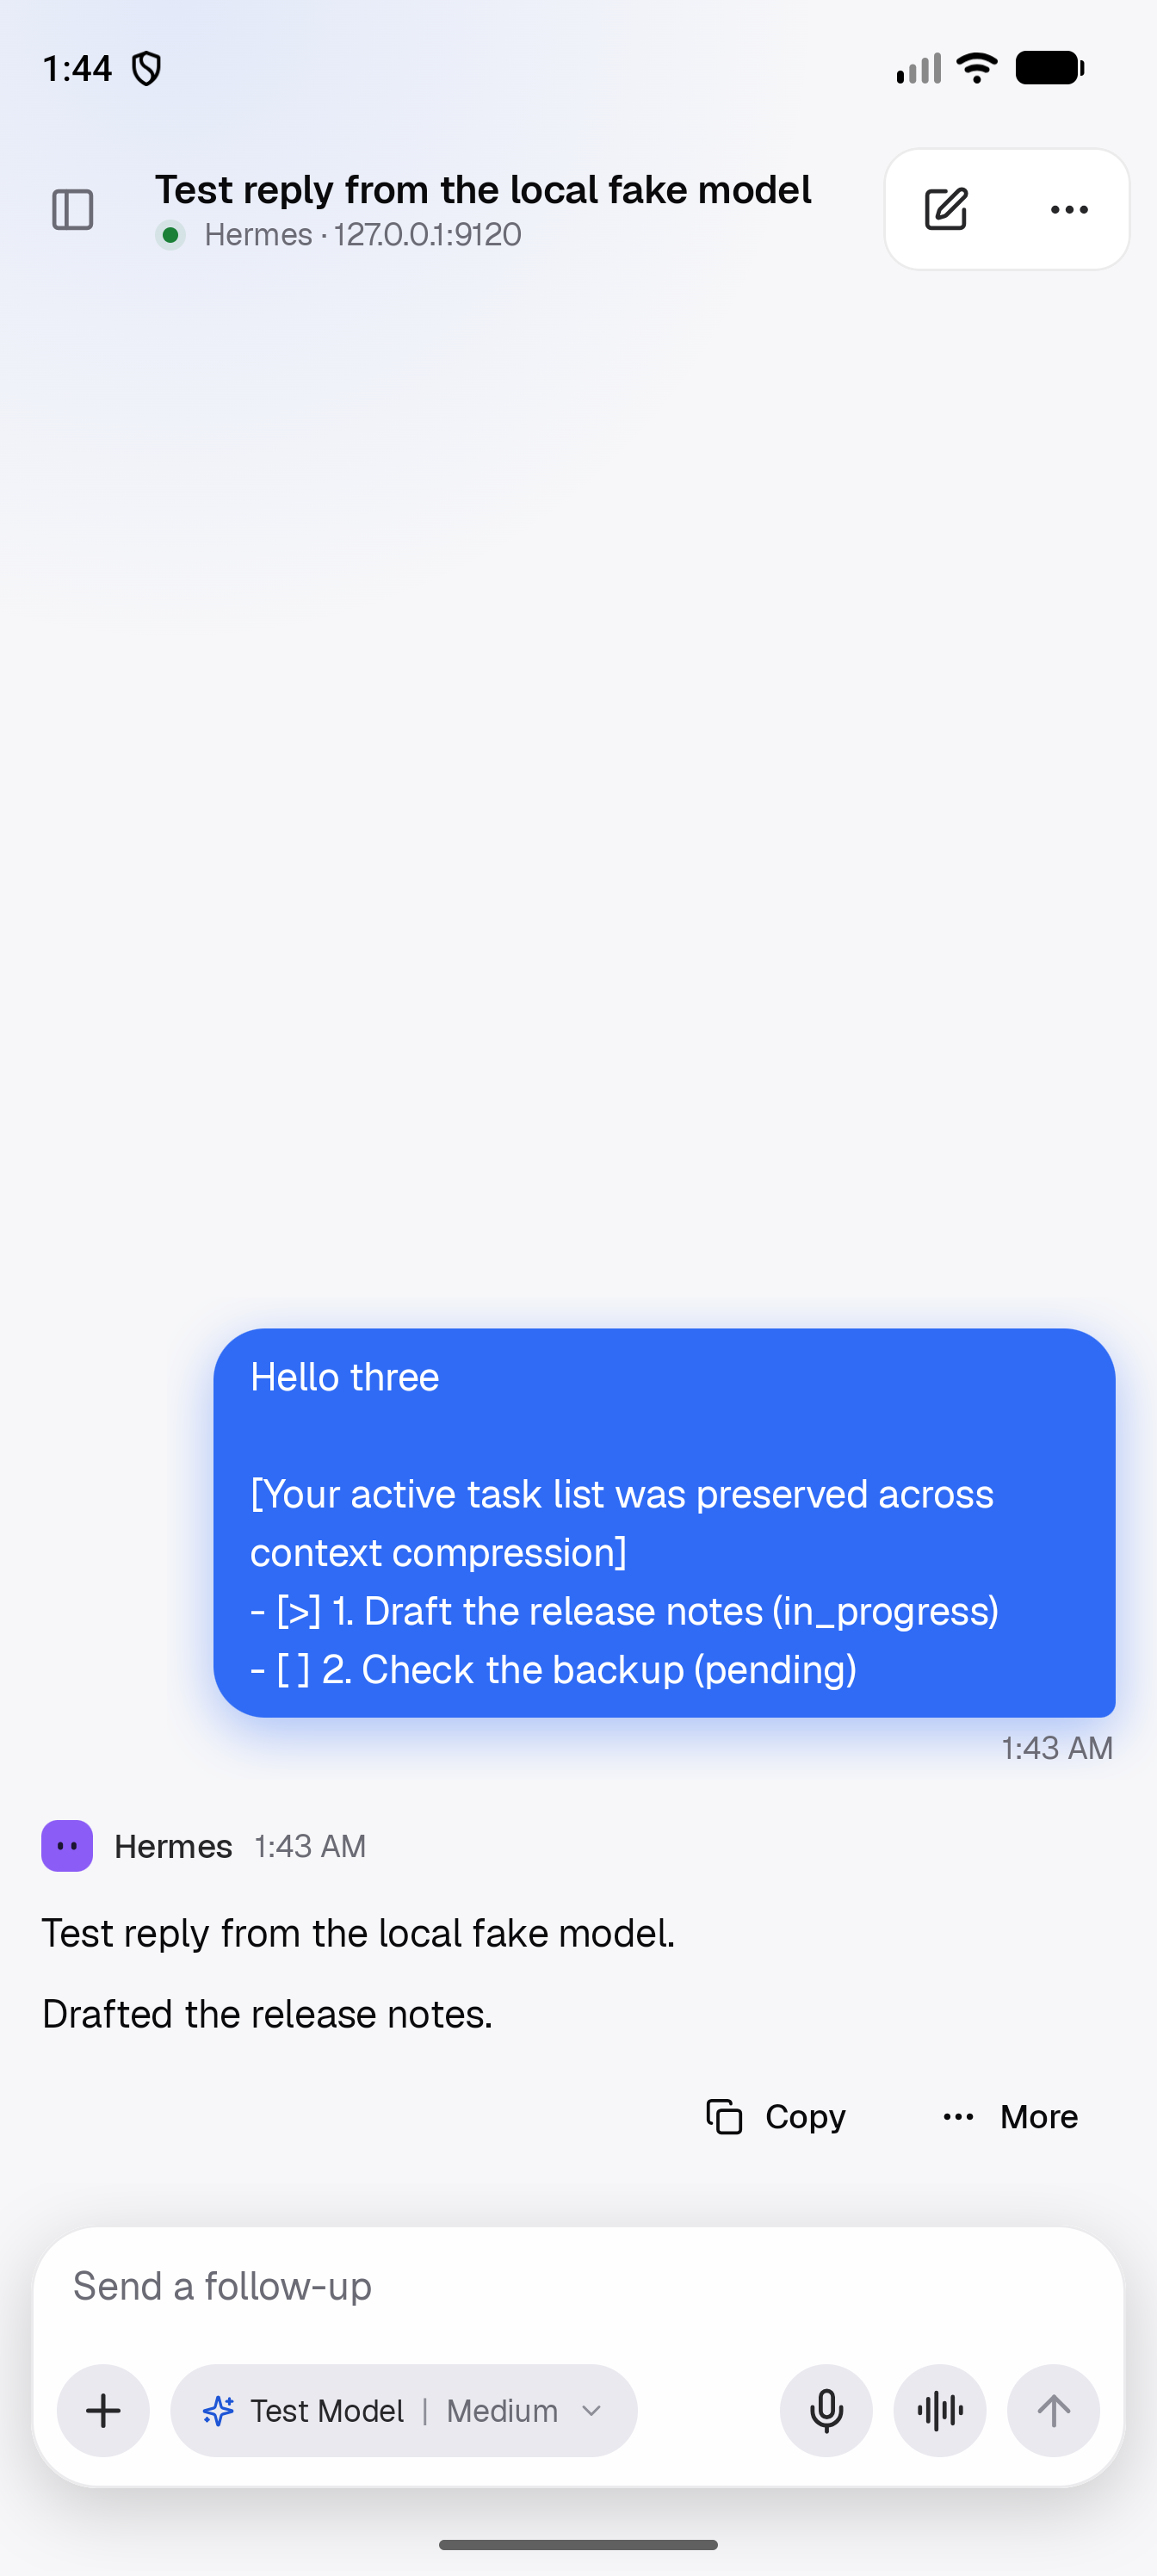 1:44
Test reply from the local fake model
Hermes · 127.0.0.1:9120
Hello three
[Your active task list was preserved across
context compression]
- [>] 1. Draft the release notes (in_progress)
- [ ] 2. Check the backup (pending)
1:43 AM
Hermes 1:43 AM
Test reply from the local fake model.
Drafted the release notes.
Copy
More
Send a follow-up
Test Model | Medium